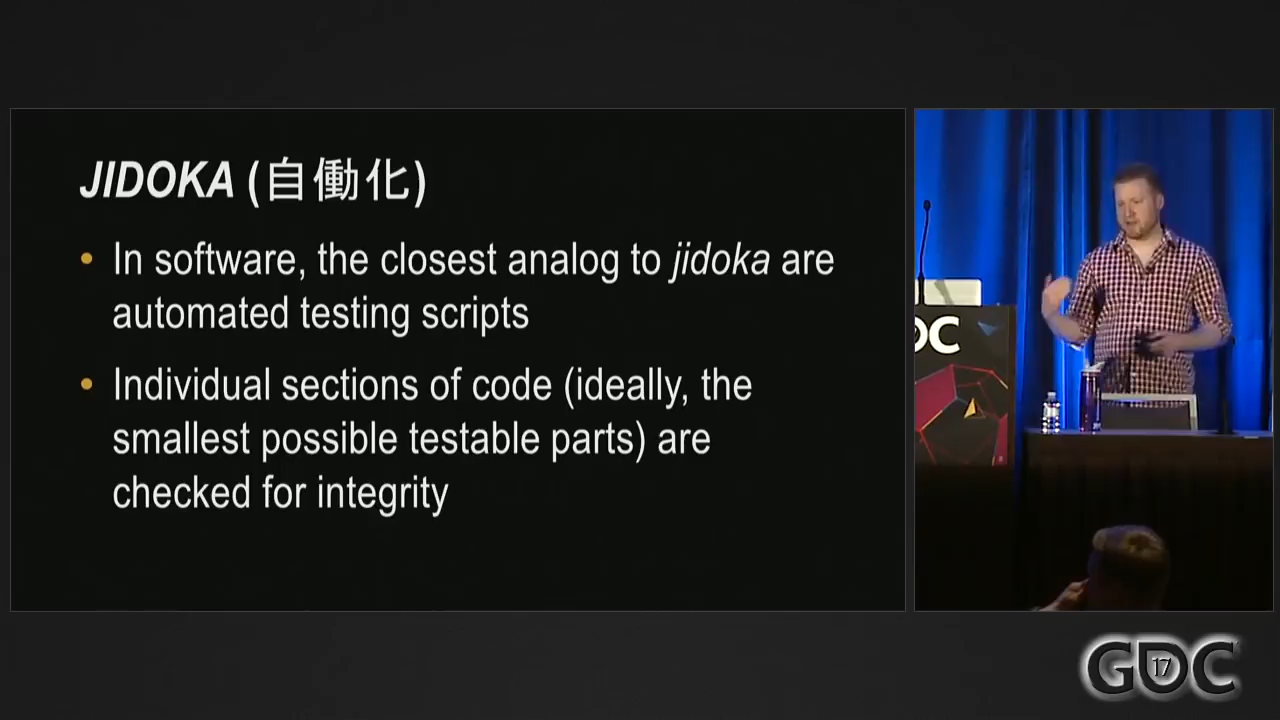 JIDOKA (自働化)
• In software, the closest analog to jidoka are
automated testing scripts
• Individual sections of code (ideally, the
smallest possible testable parts) are
checked for integrity
DC
GDC
17